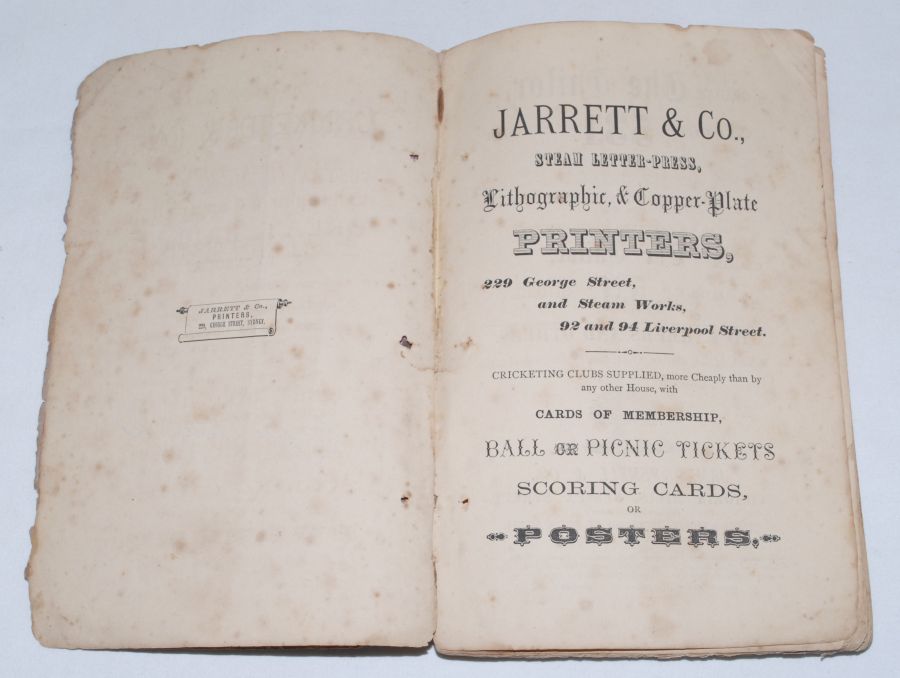 JARRETT & Co.,
PRINTERS,
229, GEORGE STREET, SYDNEY.
JARRETT & Co.,
STEAM LETTER-PRESS,
Lithographic, & Copper-Plate
PRINTERS,
229 George Street,
and Steam Works,
92 and 94 Liverpool Street.
CRICKETING CLUBS SUPPLIED, more Cheaply than by
any other House, with
CARDS OF MEMBERSHIP,
BALL OR PICNIC TICKETS
SCORING CARDS,
OR
POSTERS.